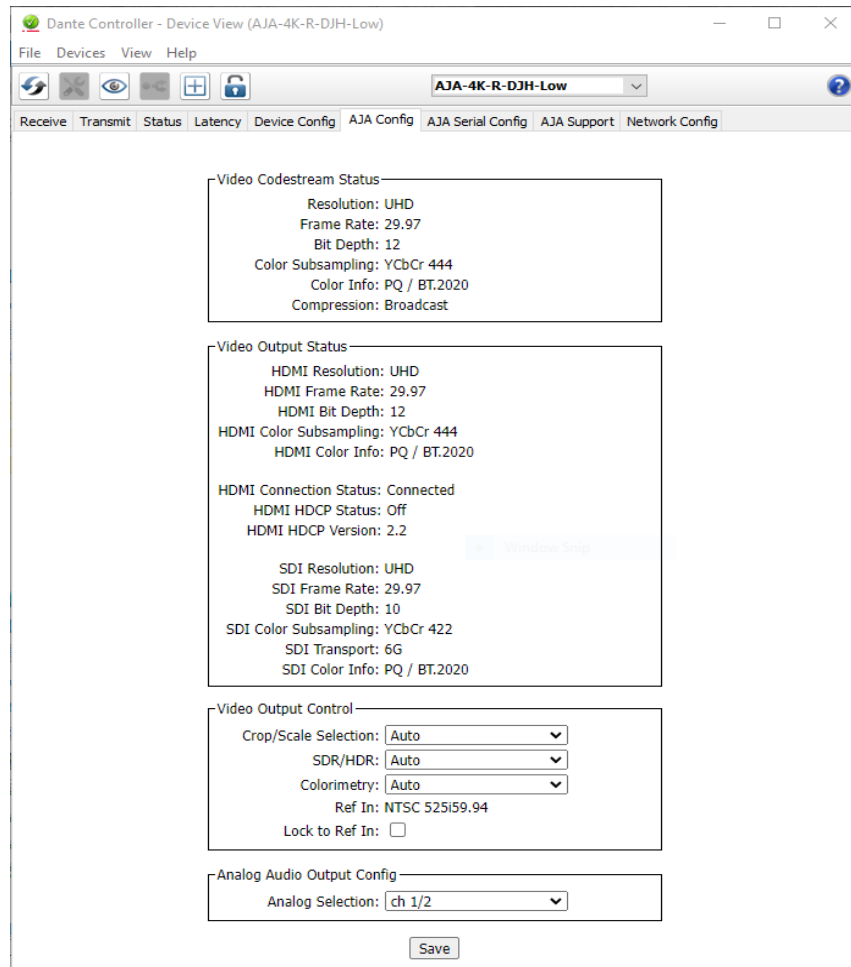 Dante Controller - Device View (AJA-4K-R-DJH-Low)
File Devices View Help
AJA-4K-R-DJH-Low
?
Receive Transmit Status Latency Device Config AJA Config AJA Serial Config AJA Support Network Config
Video Codestream Status
Resolution: UHD
Frame Rate: 29.97
Bit Depth: 12
Color Subsampling: YCbCr 444
Color Info: PQ / BT.2020
Compression: Broadcast
Video Output Status
HDMI Resolution: UHD
HDMI Frame Rate: 29.97
HDMI Bit Depth: 12
HDMI Color Subsampling: YCbCr 444
HDMI Color Info: PQ / BT.2020
HDMI Connection Status: Connected
HDMI HDCP Status: Off
HDMI HDCP Version: 2.2
Window Snip
SDI Resolution: UHD
SDI Frame Rate: 29.97
SDI Bit Depth: 10
SDI Color Subsampling: YCbCr 422
SDI Transport: 6G
SDI Color Info: PQ / BT.2020
Video Output Control
Crop/Scale Selection: Auto
SDR/HDR: Auto
Colorimetry: Auto
Ref In: NTSC 525i59.94
Lock to Ref In:
Analog Audio Output Config
Analog Selection: ch 1/2
Save